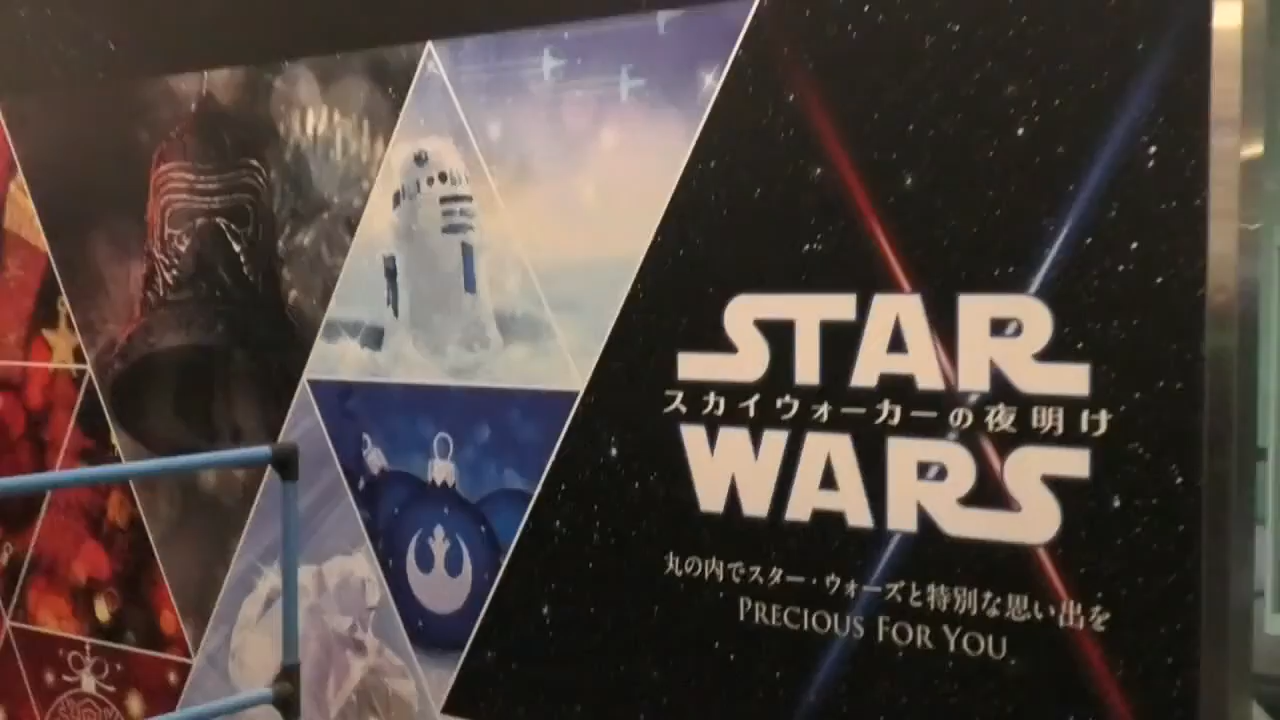 STAR
スカイウォーカーの夜明け
WARS
丸の内でスター・ウォーズと特別な思い出を
PRECIOUS FOR YOU